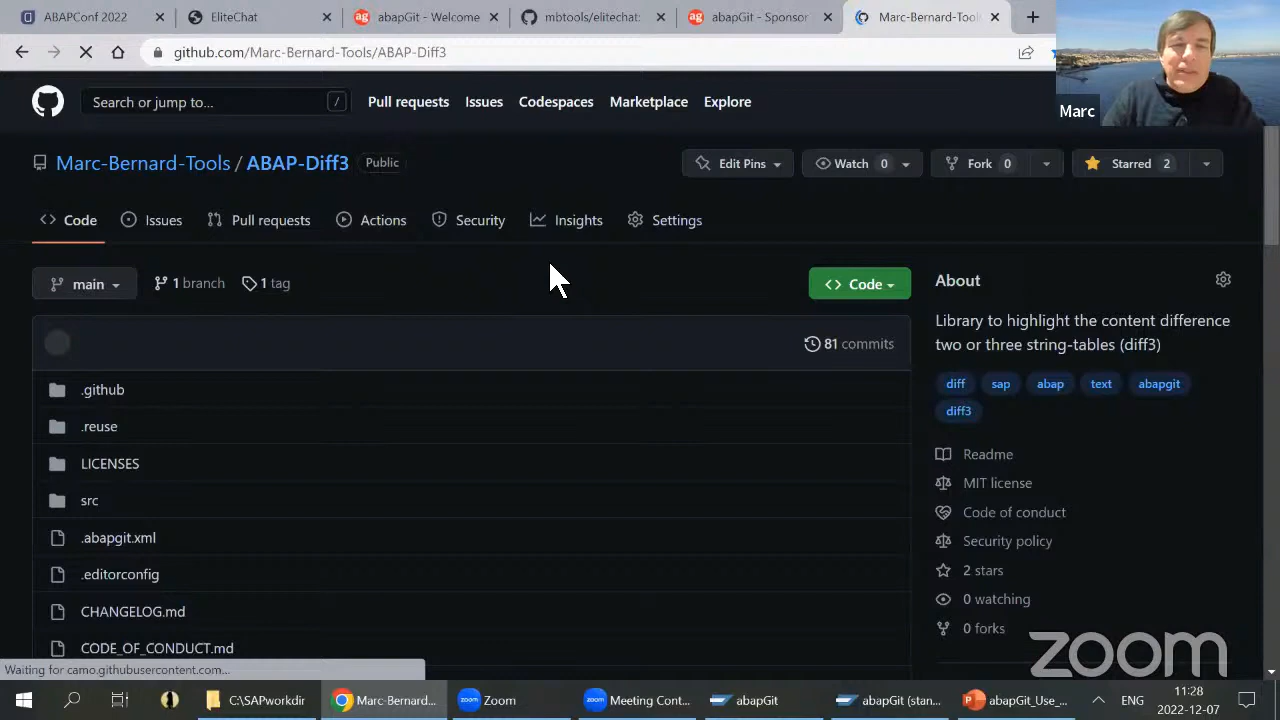 ABAPConf
EliteChat
abapGit - Welcome
mbtools/elitechat:
abapGit - Sponsor
Marc-Bernard-Tools
github.com/Marc-Bernard-Tools/ABAP-Diff3
Marc
Search or jump to...
/
Pull requests
Issues
Codespaces
Marketplace
Explore
Marc-Bernard-Tools / ABAP-Diff3
Public
Edit Pins
Watch 0
Fork 0
Starred 2
Code
Issues
Pull requests
Actions
Security
Insights
Settings
main
1 branch
1 tag
Code
81 commits
.github
.reuse
LICENSES
src
.abapgit.xml
.editorconfig
CHANGELOG.md
CODE_OF_CONDUCT.md
About
Library to highlight the content difference
two or three string-tables (diff3)
diff sap abap text abapgit
diff3
Readme
MIT license
Code of conduct
Security policy
2 stars
0 watching
0 forks
zoom
Waiting for camo.githubusercontent.com...
C:\SAPworkdir
Marc-Bernard...
Zoom
Meeting Cont...
abapGit
abapGit (stan...
abapGit_Use_...
ENG
11:28
2022-12-07